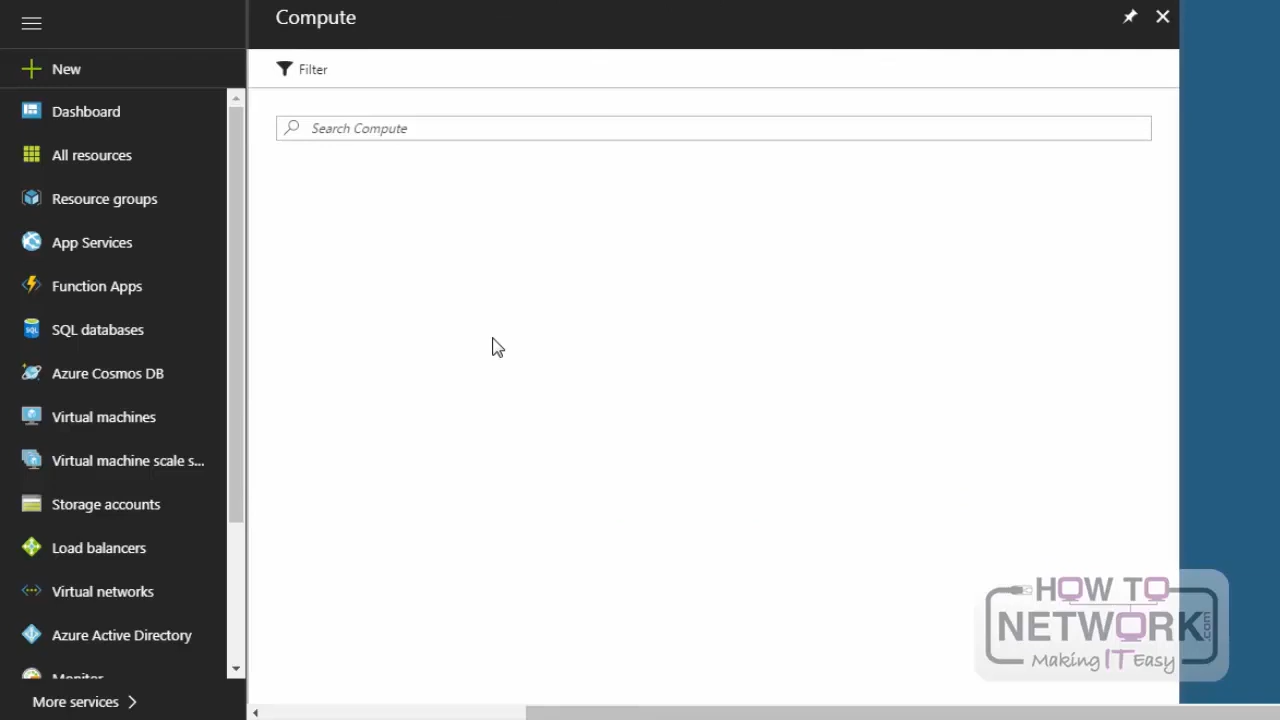 Compute
New
Filter
Dashboard
Search Compute
All resources
Resource groups
App Services
Function Apps
SQL databases
Azure Cosmos DB
Virtual machines
Virtual machine scale s...
Storage accounts
Load balancers
Virtual networks
Azure Active Directory
Monitor
More services
HOW TO
NETWORK.com
Making IT Easy